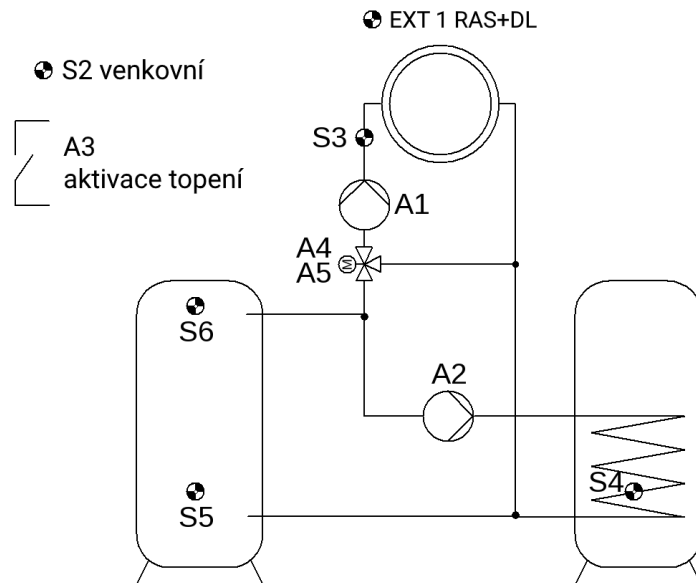 EXT 1 RAS+DL
S2 venkovní
A3
aktivace topení
S3
A1
A4
A5
M
S6
A2
S4
S5